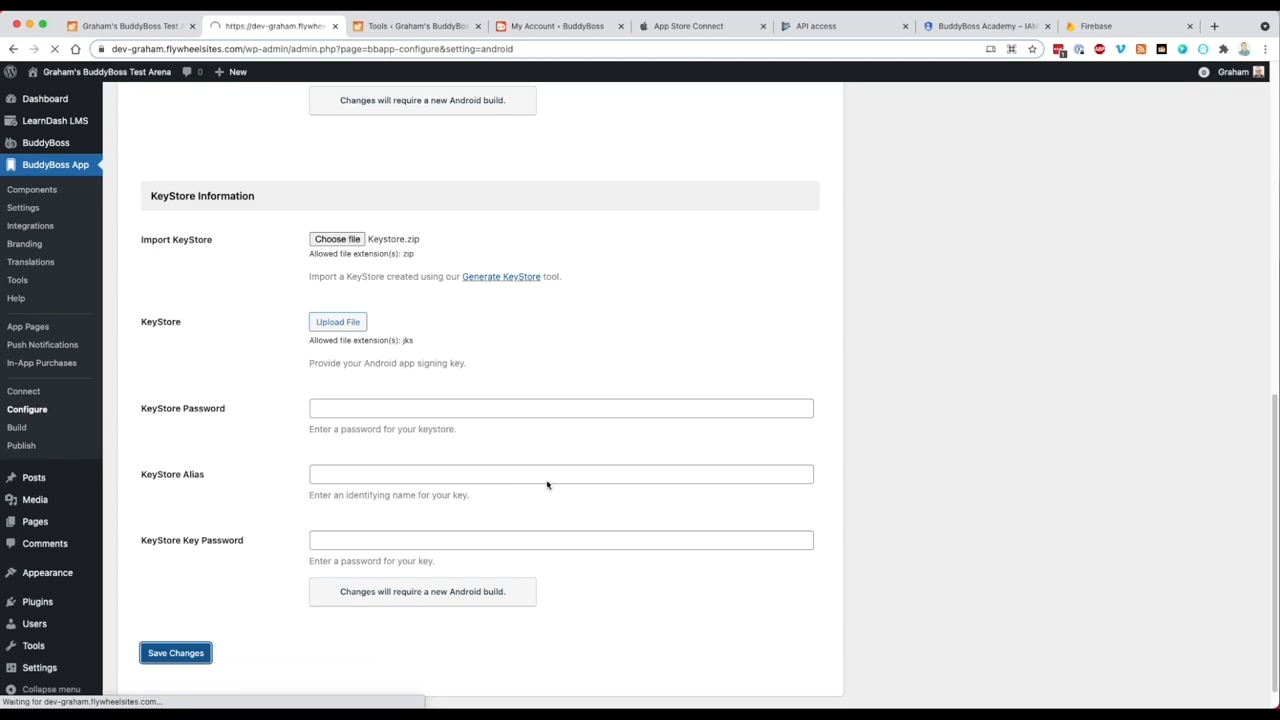 Graham's BuddyBoss Test A
https://dev-graham.flywhee
Tools ‹ Graham's BuddyBos
My Account • BuddyBoss
App Store Connect
API access
BuddyBoss Academy – IAM
Firebase
dev-graham.flywheelsites.com/wp-admin/admin.php?page=bbapp-configure&setting=android
Graham's BuddyBoss Test Arena
0
New
0
Graham
Dashboard
LearnDash LMS
BuddyBoss
BuddyBoss App
Components
Settings
Integrations
Branding
Translations
Tools
Help
App Pages
Push Notifications
In-App Purchases
Connect
Configure
Build
Publish
Posts
Media
Pages
Comments
Appearance
Plugins
Users
Tools
Settings
Collapse menu
Changes will require a new Android build.
KeyStore Information
Import KeyStore
Choose file Keystore.zip
Allowed file extension(s): zip
Import a KeyStore created using our Generate KeyStore tool.
KeyStore
Upload File
Allowed file extension(s): jks
Provide your Android app signing key.
KeyStore Password
Enter a password for your keystore.
KeyStore Alias
Enter an identifying name for your key.
KeyStore Key Password
Enter a password for your key.
Changes will require a new Android build.
Save Changes
Waiting for dev-graham.flywheelsites.com...